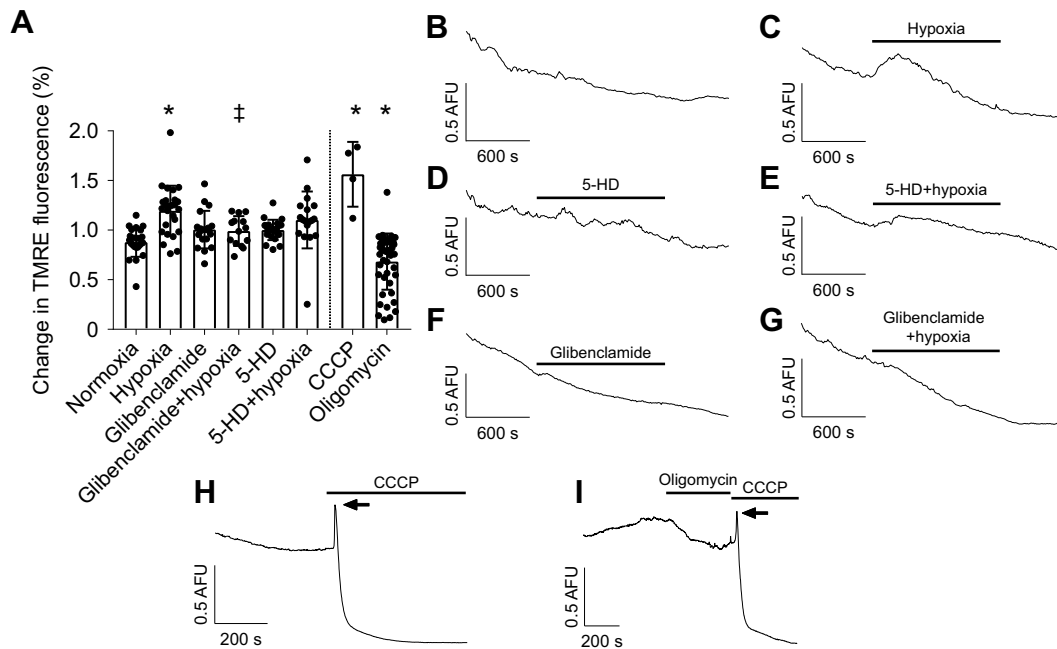 A
Change in TMRE fluorescence (%)
2.0
1.5
1.0
0.5
0
*
‡
*
*
Normoxia
Hypoxia
Glibenclamide
Glibenclamide+hypoxia
5-HD
5-HD+hypoxia
CCCP
Oligomycin
B
0.5 AFU
600 s
C
Hypoxia
0.5 AFU
600 s
D
5-HD
0.5 AFU
600 s
E
5-HD+hypoxia
0.5 AFU
600 s
F
Glibenclamide
0.5 AFU
600 s
G
Glibenclamide
+hypoxia
0.5 AFU
600 s
H
CCCP
0.5 AFU
200 s
I
Oligomycin
CCCP
0.5 AFU
200 s